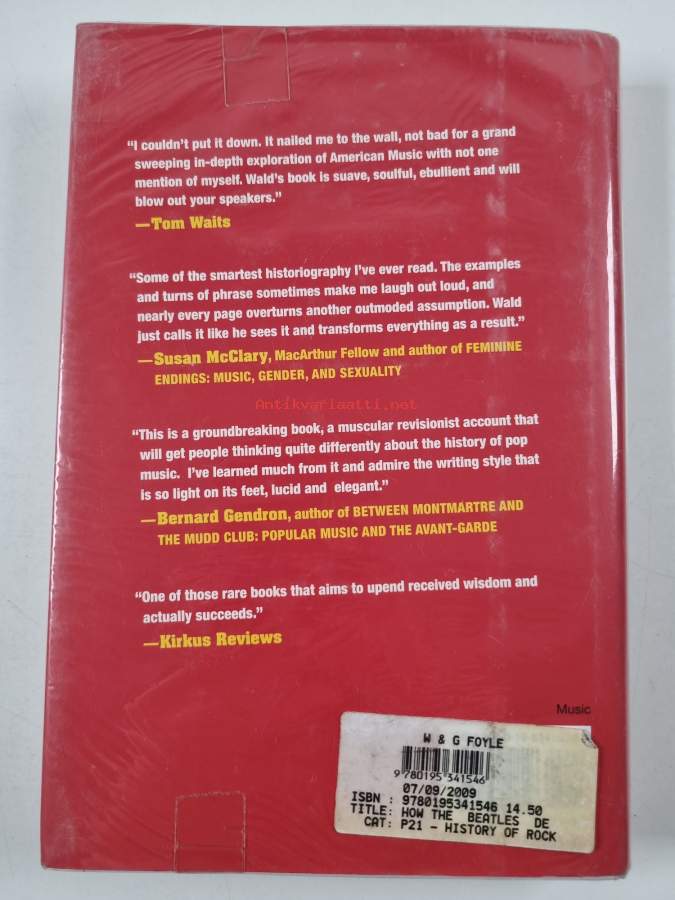 “I couldn’t put it down. It nailed me to the wall, not bad for a grand
sweeping in-depth exploration of American Music with not one
mention of myself. Wald’s book is suave, soulful, ebullient and will
blow out your speakers.”
—Tom Waits
“Some of the smartest historiography I’ve ever read. The examples
and turns of phrase sometimes make me laugh out loud, and
nearly every page overturns another outmoded assumption. Wald
just calls it like he sees it and transforms everything as a result.”
—Susan McClary, MacArthur Fellow and author of FEMININE
ENDINGS: MUSIC, GENDER, AND SEXUALITY
Antikvariaatti.net
“This is a groundbreaking book, a muscular revisionist account that
will get people thinking quite differently about the history of pop
music. I’ve learned much from it and admire the writing style that
is so light on its feet, lucid and elegant.”
—Bernard Gendron, author of BETWEEN MONTMARTRE AND
THE MUDD CLUB: POPULAR MUSIC AND THE AVANT-GARDE
“One of those rare books that aims to upend received wisdom and
actually succeeds.”
—Kirkus Reviews
Music
W & G FOYLE
9 780195 341546
07/09/2009
ISBN : 9780195341546 14.50
TITLE: HOW THE BEATLES DE
CAT: P21 - HISTORY OF ROCK